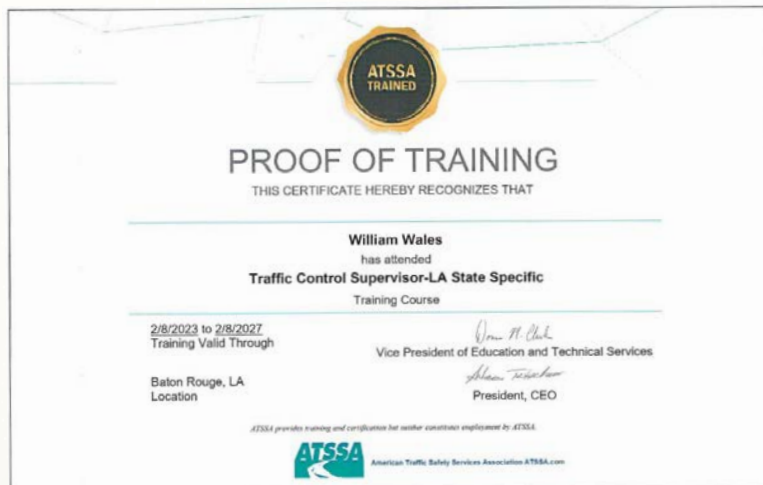 ATSSA
TRAINED
PROOF OF TRAINING
THIS CERTIFICATE HEREBY RECOGNIZES THAT
William Wales
has attended
Traffic Control Supervisor-LA State Specific
Training Course
2/8/2023 to 2/8/2027
Training Valid Through
Vice President of Education and Technical Services
Baton Rouge, LA
Location
President, CEO
ATSSA provides training and certification but neither constitutes employment by ATSSA.
ATSSA
American Traffic Safety Services Association ATSSA.com